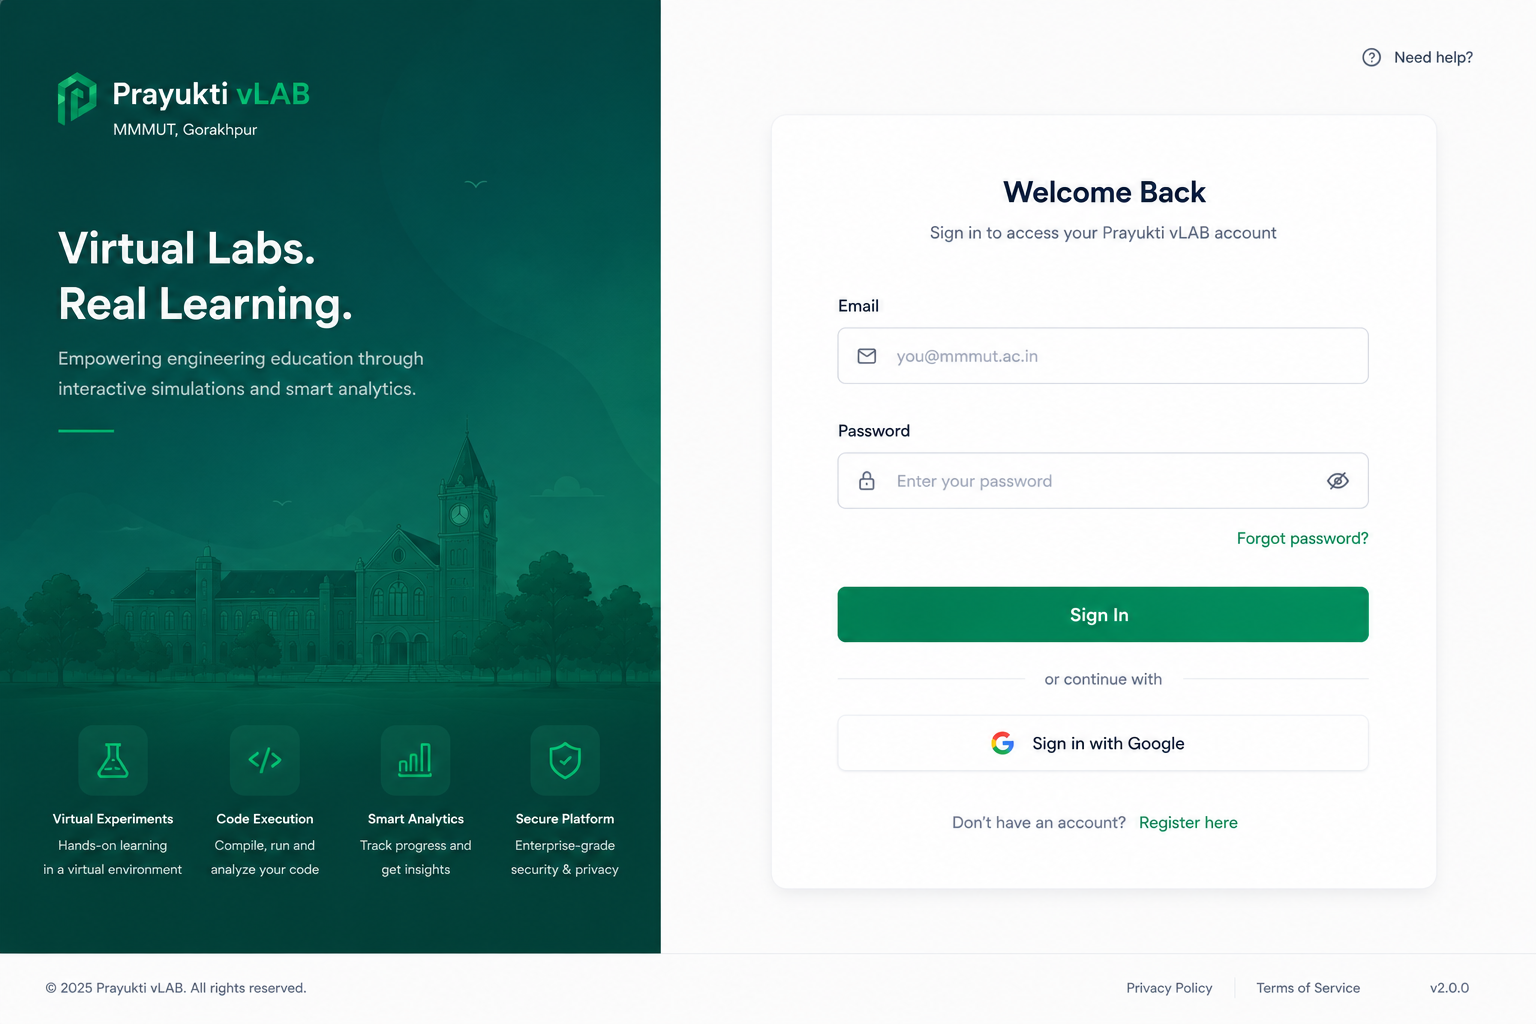 Prayukti vLAB
MMMUT, Gorakhpur
Virtual Labs.
Real Learning.
Empowering engineering education through
interactive simulations and smart analytics.
Virtual Experiments
Hands-on learning
in a virtual environment
Code Execution
Compile, run and
analyze your code
Smart Analytics
Track progress and
get insights
Secure Platform
Enterprise-grade
security & privacy
Need help?
Welcome Back
Sign in to access your Prayukti vLAB account
Email
you@mmmut.ac.in
Password
Enter your password
Forgot password?
Sign In
or continue with
Sign in with Google
Don't have an account? Register here
© 2025 Prayukti vLAB. All rights reserved.
Privacy Policy
Terms of Service
v2.0.0